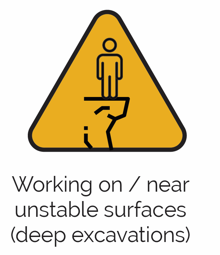 Working on / near
unstable surfaces
(deep excavations)